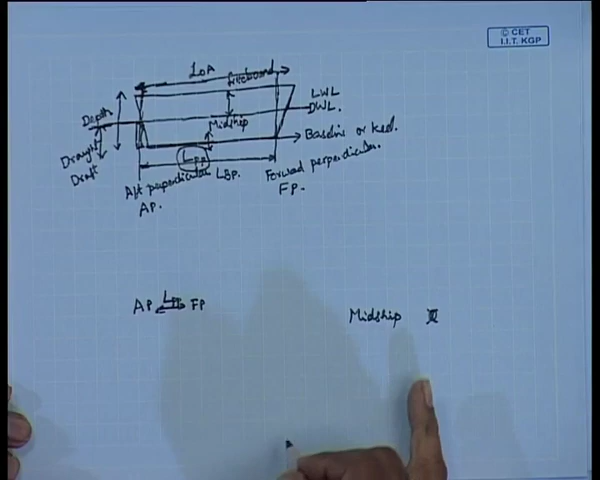 © CET
I.I.T. KGP
LOA
freeboard
LWL
DWL.
Depth
Midship
Baseline or keel.
Draught
Draft
LPP
LBP.
Aft perpendicular
AP.
Forward perpendicular.
FP.
AP LPP FP
Midship